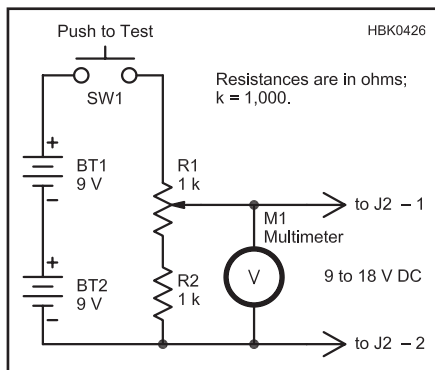 Push to Test
HBK0426
SW1
Resistances are in ohms;
k = 1,000.
+
BT1
9 V
–
R1
1 k
to J2 – 1
M1
Multimeter
+
BT2
9 V
–
R2
1 k
V
9 to 18 V DC
to J2 – 2